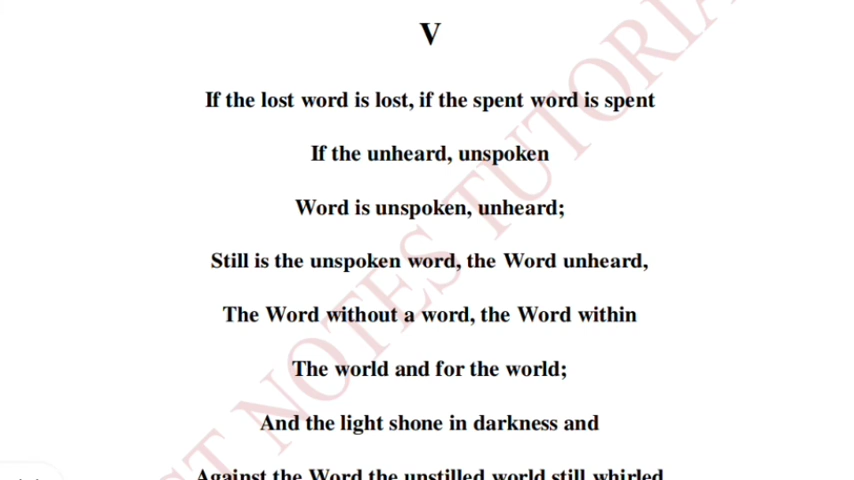 V
If the lost word is lost, if the spent word is spent
If the unheard, unspoken
Word is unspoken, unheard;
Still is the unspoken word, the Word unheard,
The Word without a word, the Word within
The world and for the world;
And the light shone in darkness and
Against the Word the unstilled world still whirled
NOTES TUTORIA